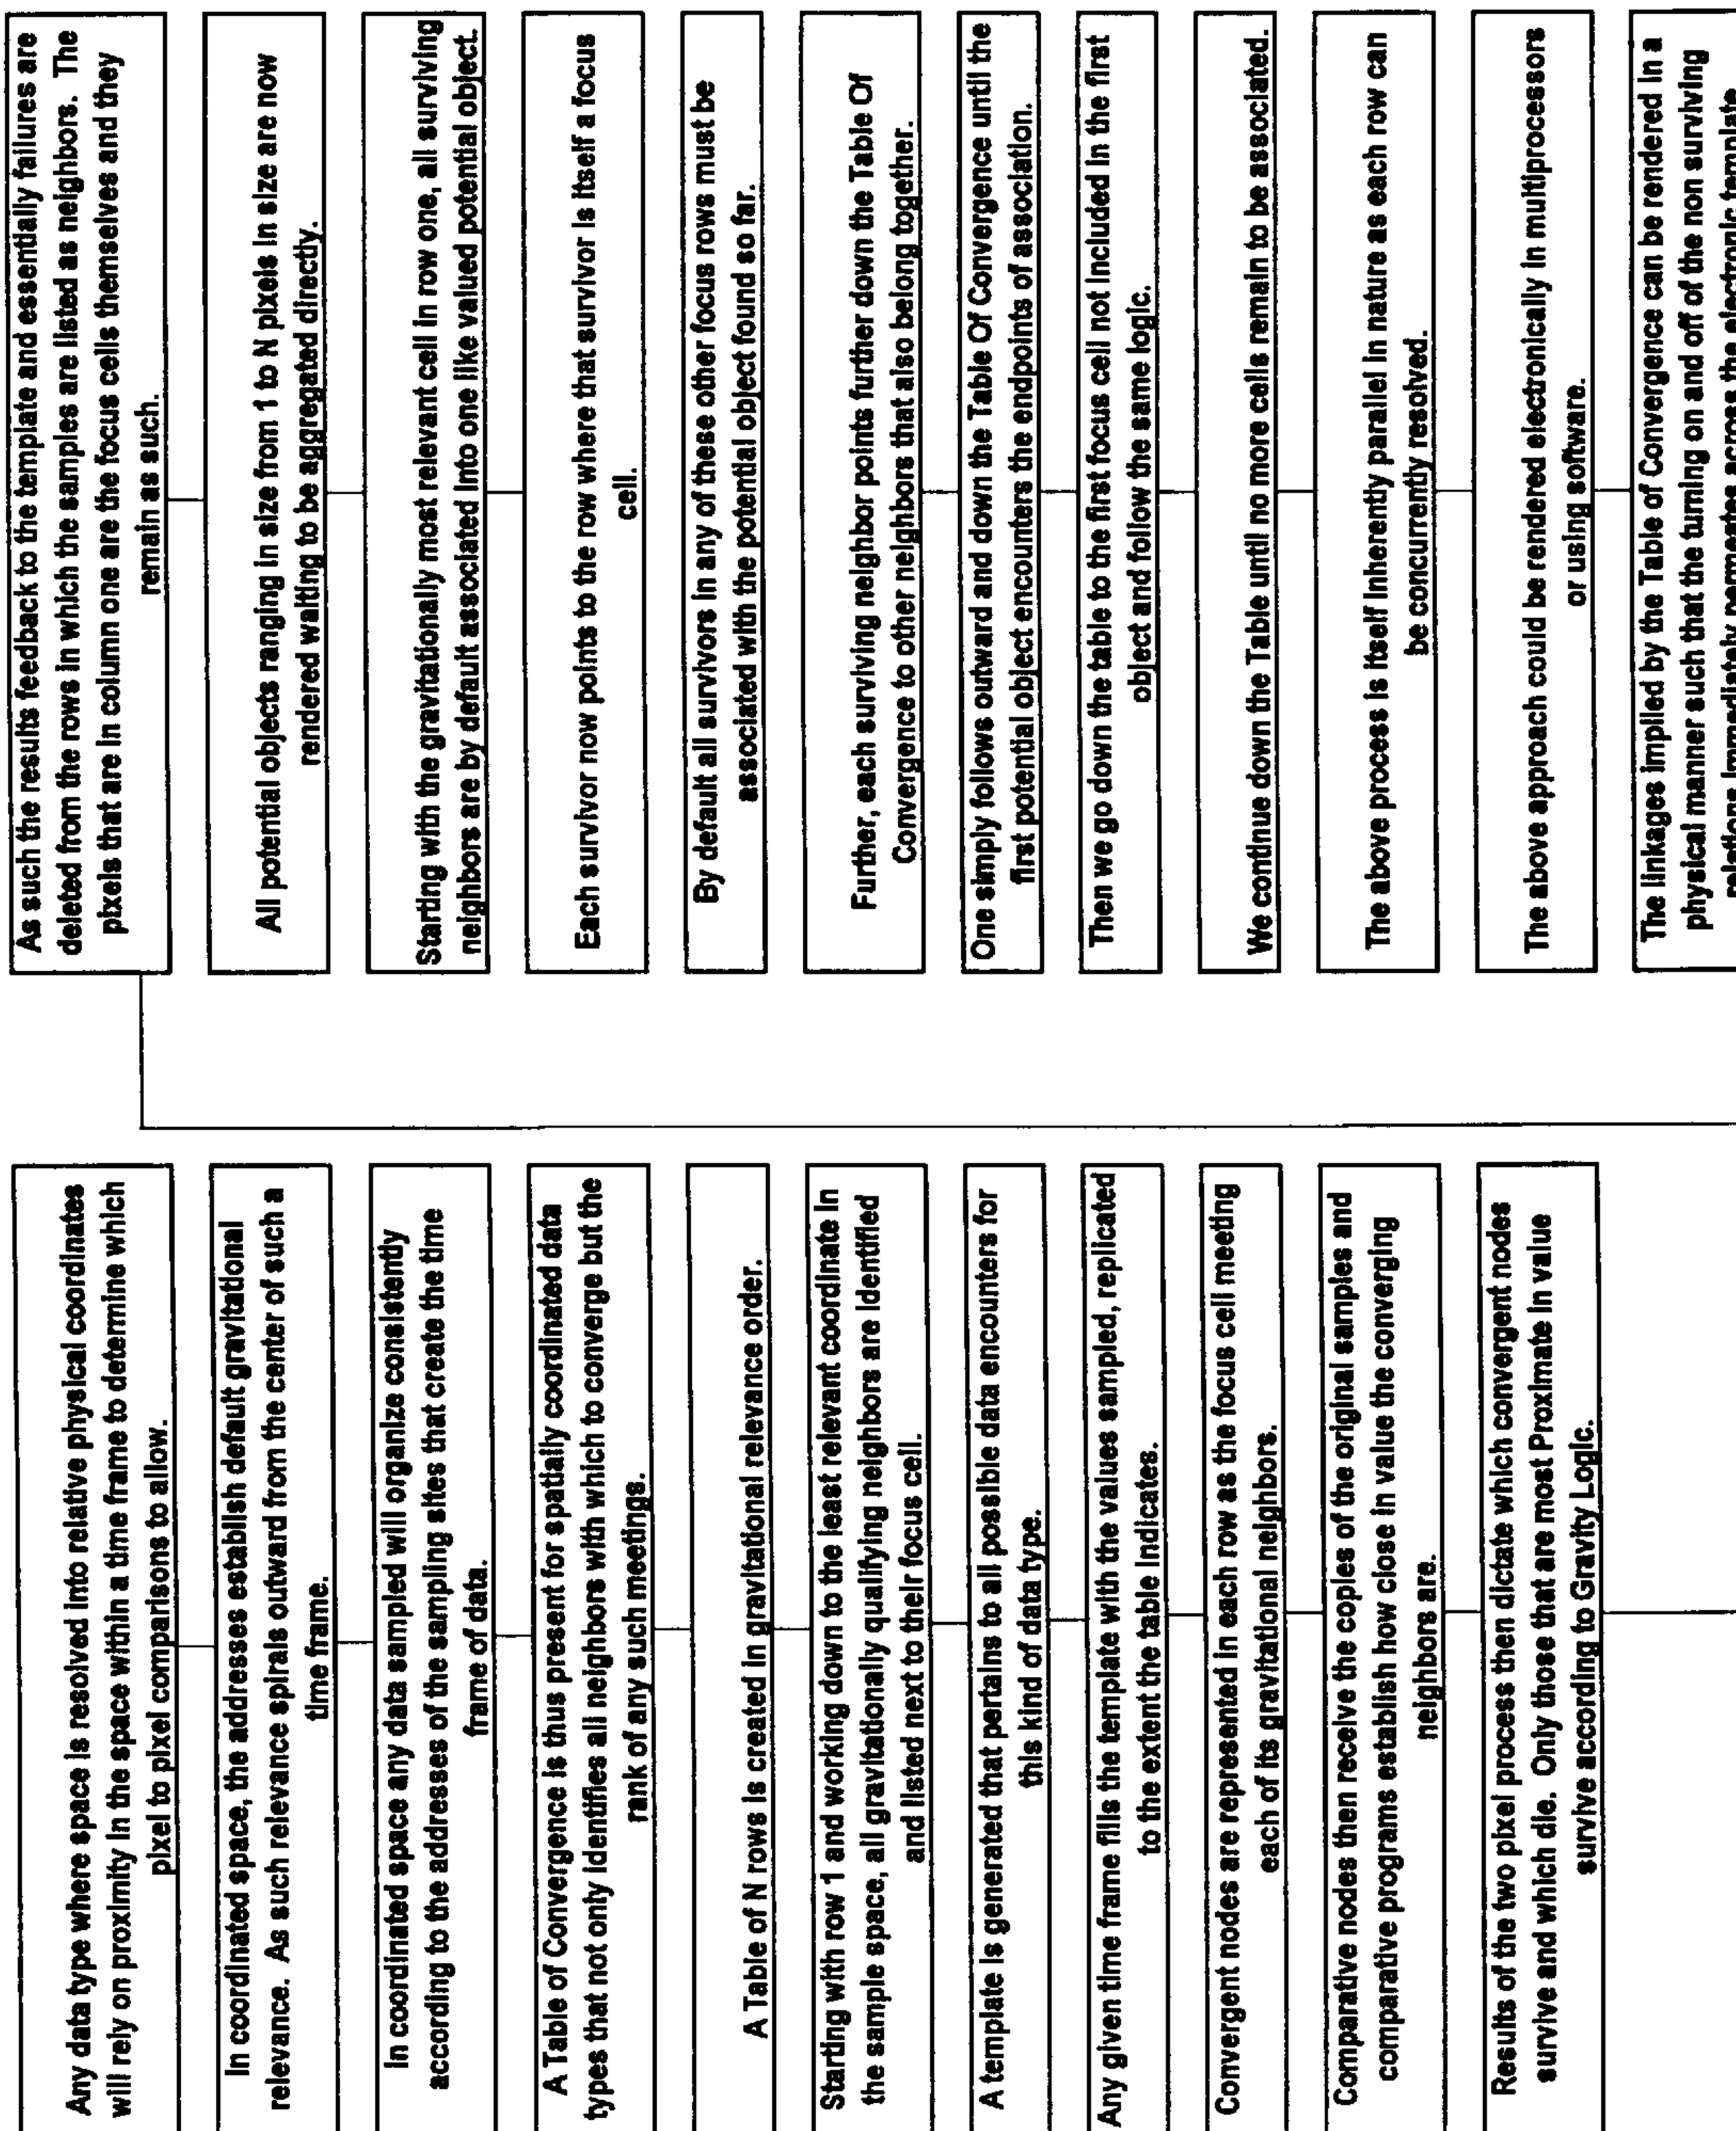 Any data type where space is resolved into relative physical coordinates
will rely on proximity in the space within a time frame to determine which
pixel to pixel comparisons to allow.
In coordinated space, the addresses establish default gravitational
relevance. As such relevance spirals outward from the center of such a
time frame.
In coordinated space any data sampled will organize consistently
according to the addresses of the sampling sites that create the time
frame of data.
A Table of Convergence is thus present for spatially coordinated data
types that not only identifies all neighbors with which to converge but the
rank of any such meetings.
A Table of N rows is created in gravitational relevance order.
Starting with row 1 and working down to the least relevant coordinate in
the sample space, all gravitationally qualifying neighbors are identified
and listed next to their focus cell.
A template is generated that pertains to all possible data encounters for
this kind of data type.
Any given time frame fills the template with the values sampled, replicated
to the extent the table indicates.
Convergent nodes are represented in each row as the focus cell meeting
each of its gravitational neighbors.
Comparative nodes then receive the copies of the original samples and
comparative programs establish how close in value the converging
neighbors are.
Results of the two pixel process then dictate which convergent nodes
survive and which die. Only those that are most Proximate in value
survive according to Gravity Logic.
As such the results feedback to the template and essentially failures are
deleted from the rows in which the samples are listed as neighbors. The
pixels that are in column one are the focus cells themselves and they
remain as such.
All potential objects ranging in size from 1 to N pixels in size are now
rendered waiting to be aggregated directly.
Starting with the gravitationally most relevant cell in row one, all surviving
neighbors are by default associated into one like valued potential object.
Each survivor now points to the row where that survivor is itself a focus
cell.
By default all survivors in any of these other focus rows must be
associated with the potential object found so far.
Further, each surviving neighbor points further down the Table Of
Convergence to other neighbors that also belong together.
One simply follows outward and down the Table Of Convergence until the
first potential object encounters the endpoints of association.
Then we go down the table to the first focus cell not included in the first
object and follow the same logic.
We continue down the Table until no more cells remain to be associated.
The above process is itself inherently parallel in nature as each row can
be concurrently resolved.
The above approach could be rendered electronically in multiprocessors
or using software.
The linkages implied by the Table of Convergence can be rendered in a
physical manner such that the turning on and off of the non surviving
relations immediately permeates across the electronic template